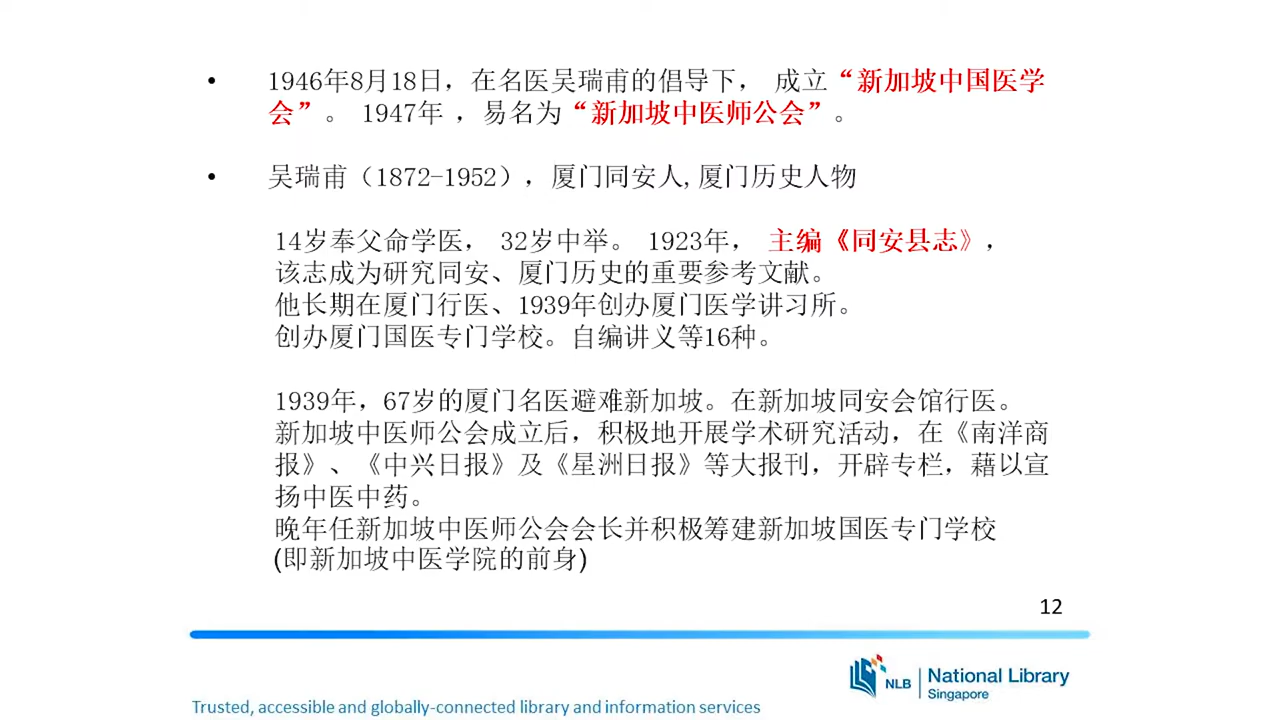 • 1946年8月18日，在名医吴瑞甫的倡导下， 成立“新加坡中国医学
会”。 1947年 ，易名为“新加坡中医师公会”。
• 吴瑞甫（1872-1952），厦门同安人,厦门历史人物
14岁奉父命学医， 32岁中举。 1923年， 主编《同安县志》，
该志成为研究同安、厦门历史的重要参考文献。
他长期在厦门行医、1939年创办厦门医学讲习所。
创办厦门国医专门学校。自编讲义等16种。
1939年，67岁的厦门名医避难新加坡。在新加坡同安会馆行医。
新加坡中医师公会成立后，积极地开展学术研究活动，在《南洋商
报》、《中兴日报》及《星洲日报》等大报刊，开辟专栏，藉以宣
扬中医中药。
晚年任新加坡中医师公会会长并积极筹建新加坡国医专门学校
(即新加坡中医学院的前身)
12
NLB
National Library
Singapore
Trusted, accessible and globally-connected library and information services